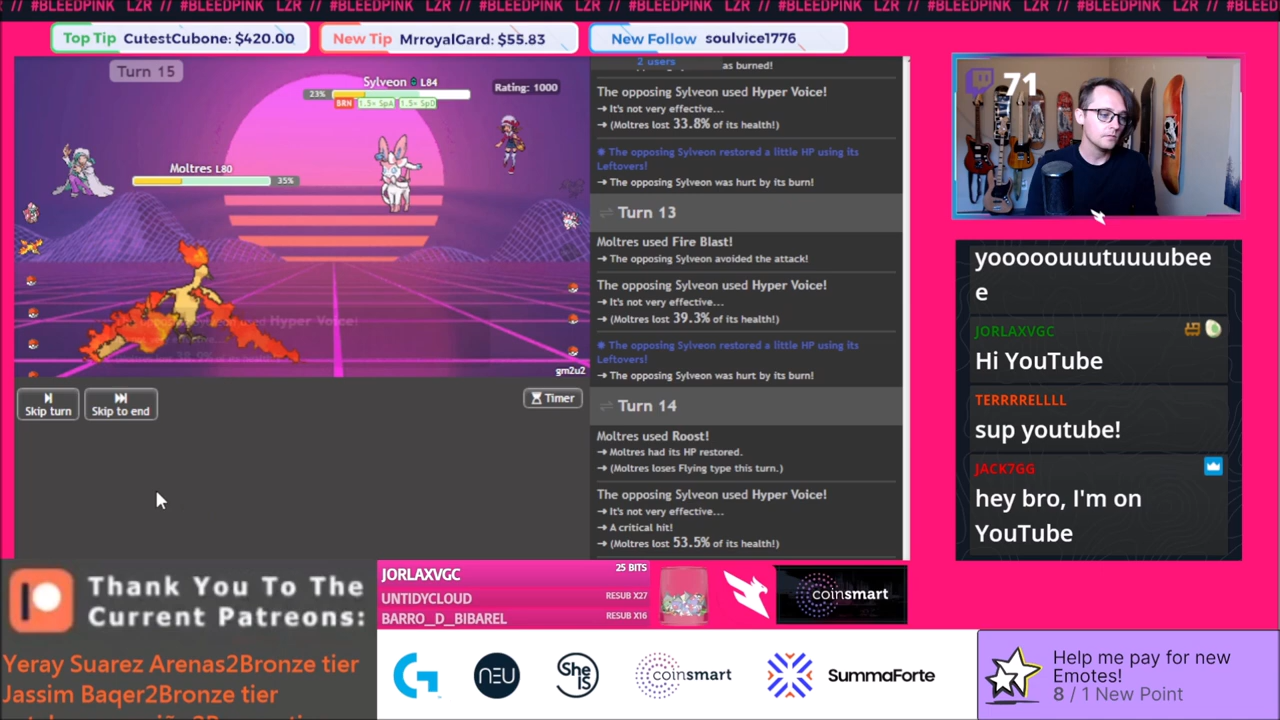 // #BLEEDPINK LZR // #BLEEDPINK LZR // #BLEEDPINK LZR // #BLEEDPINK LZR // #BLEEDPINK LZR // #BLEEDPINK LZR // #BLEED
Top Tip CutestCubone: $420.00
New Tip MrroyalGard: $55.83
New Follow soulvice1776
Turn 15
Sylveon L84
23%
BRN 1.5× SpA 1.5× SpD
Rating: 1000
Moltres L80
35%
gm2u2
Skip turn
Skip to end
Timer
2 users
as burned!
The opposing Sylveon used Hyper Voice!
→ It's not very effective...
→ (Moltres lost 33.8% of its health!)
The opposing Sylveon restored a little HP using its
Leftovers!
→ The opposing Sylveon was hurt by its burn!
Turn 13
Moltres used Fire Blast!
→ The opposing Sylveon avoided the attack!
The opposing Sylveon used Hyper Voice!
→ It's not very effective...
→ (Moltres lost 39.3% of its health!)
The opposing Sylveon restored a little HP using its
Leftovers!
→ The opposing Sylveon was hurt by its burn!
Turn 14
Moltres used Roost!
→ Moltres had its HP restored.
→ (Moltres loses Flying type this turn.)
The opposing Sylveon used Hyper Voice!
→ It's not very effective...
→ A critical hit!
→ (Moltres lost 53.5% of its health!)
71
yooooouuutuuuubee
e
JORLAXVGC
Hi YouTube
TERRRRELLLL
sup youtube!
JACK7GG
hey bro, I'm on
YouTube
Thank You To The
Current Patreons:
Yeray Suarez Arenas2Bronze tier
Jassim Baqer2Bronze tier
JORLAXVGC 25 BITS
UNTIDYCLOUD RESUB X27
BARRO_D_BIBAREL RESUB X16
coinsmart
G
NEU
She IS
coinsmart
SummaForte
Help me pay for new
Emotes!
8 / 1 New Point